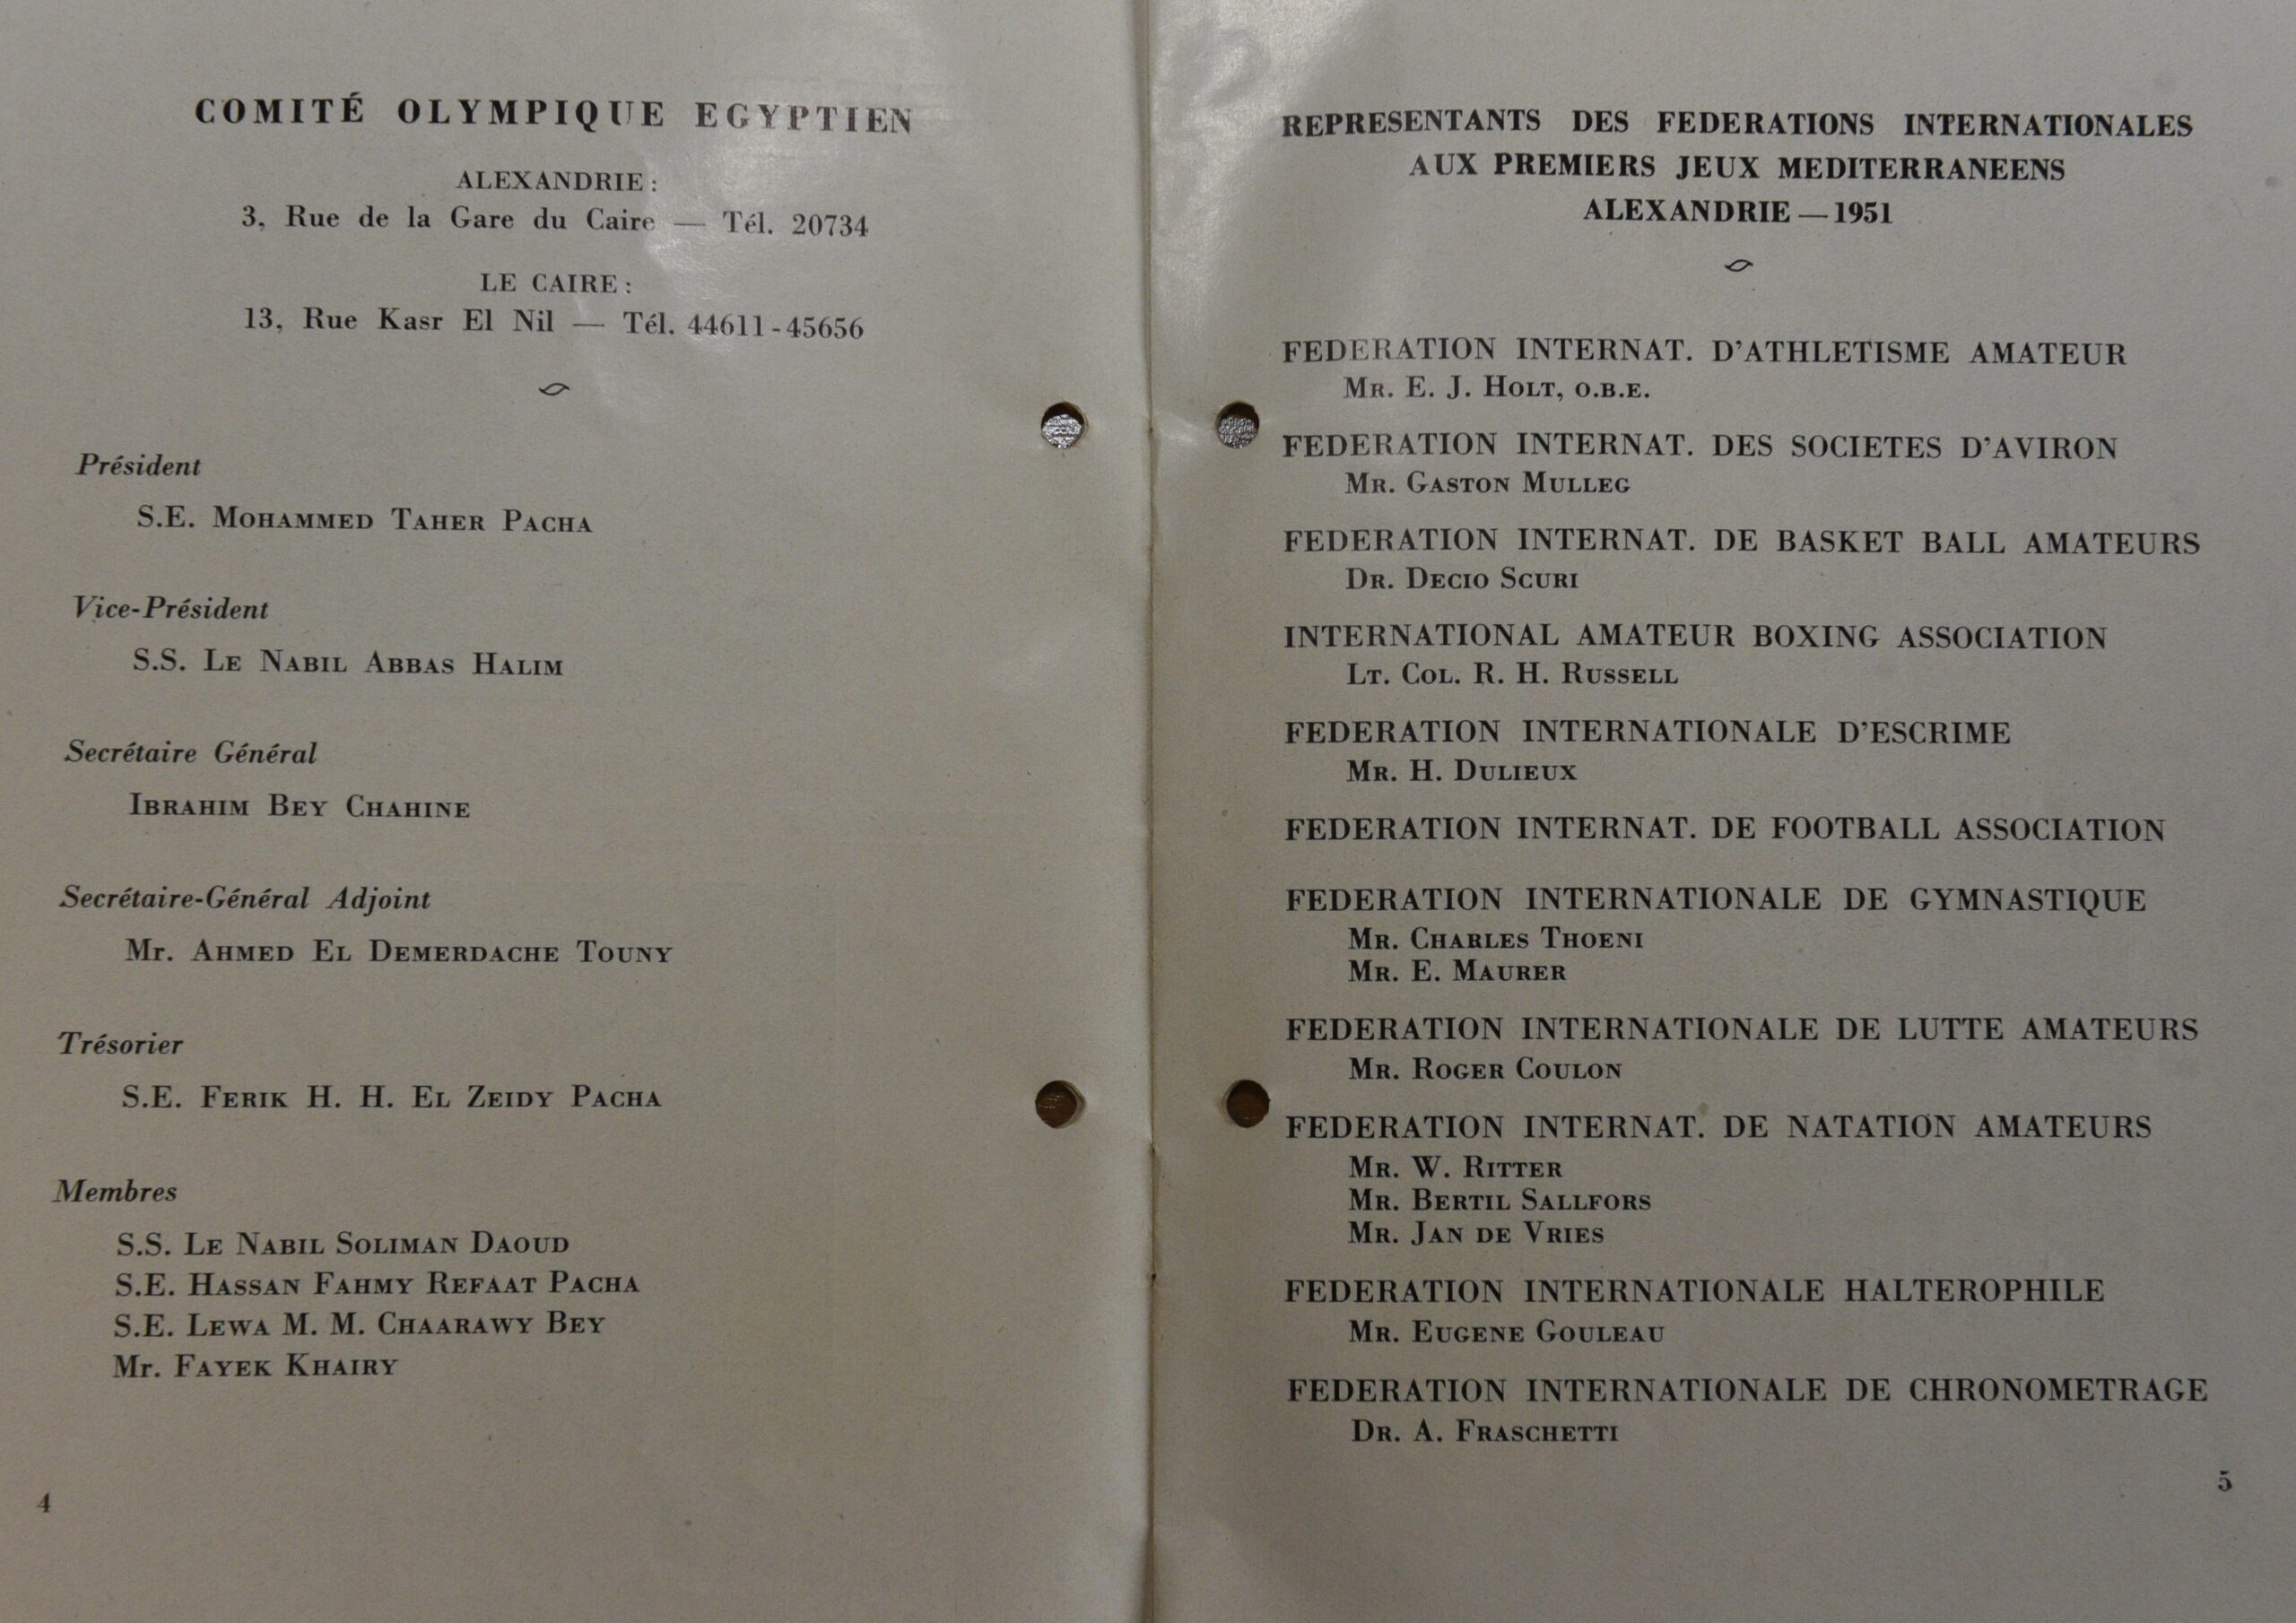 COMITÉ OLYMPIQUE EGYPTIEN
ALEXANDRIE :
3, Rue de la Gare du Caire — Tél. 20734
LE CAIRE :
13, Rue Kasr El Nil — Tél. 44611 - 45656
Président
S.E. MOHAMMED TAHER PACHA
Vice-Président
S.S. LE NABIL ABBAS HALIM
Secrétaire Général
IBRAHIM BEY CHAHINE
Secrétaire-Général Adjoint
Mr. AHMED EL DEMERDACHE TOUNY
Trésorier
S.E. FERIK H. H. EL ZEIDY PACHA
Membres
S.S. LE NABIL SOLIMAN DAOUD
S.E. HASSAN FAHMY REFAAT PACHA
S.E. LEWA M. M. CHAARAWY BEY
Mr. FAYEK KHAIRY
4
REPRESENTANTS DES FEDERATIONS INTERNATIONALES
AUX PREMIERS JEUX MEDITERRANEENS
ALEXANDRIE — 1951
FEDERATION INTERNAT. D'ATHLETISME AMATEUR
MR. E. J. HOLT, O.B.E.
FEDERATION INTERNAT. DES SOCIETES D'AVIRON
MR. GASTON MULLEG
FEDERATION INTERNAT. DE BASKET BALL AMATEURS
DR. DECIO SCURI
INTERNATIONAL AMATEUR BOXING ASSOCIATION
LT. COL. R. H. RUSSELL
FEDERATION INTERNATIONALE D'ESCRIME
MR. H. DULIEUX
FEDERATION INTERNAT. DE FOOTBALL ASSOCIATION
FEDERATION INTERNATIONALE DE GYMNASTIQUE
MR. CHARLES THOENI
MR. E. MAURER
FEDERATION INTERNATIONALE DE LUTTE AMATEURS
MR. ROGER COULON
FEDERATION INTERNAT. DE NATATION AMATEURS
MR. W. RITTER
MR. BERTIL SALLFORS
MR. JAN DE VRIES
FEDERATION INTERNATIONALE HALTEROPHILE
MR. EUGENE GOULEAU
FEDERATION INTERNATIONALE DE CHRONOMETRAGE
DR. A. FRASCHETTI
5